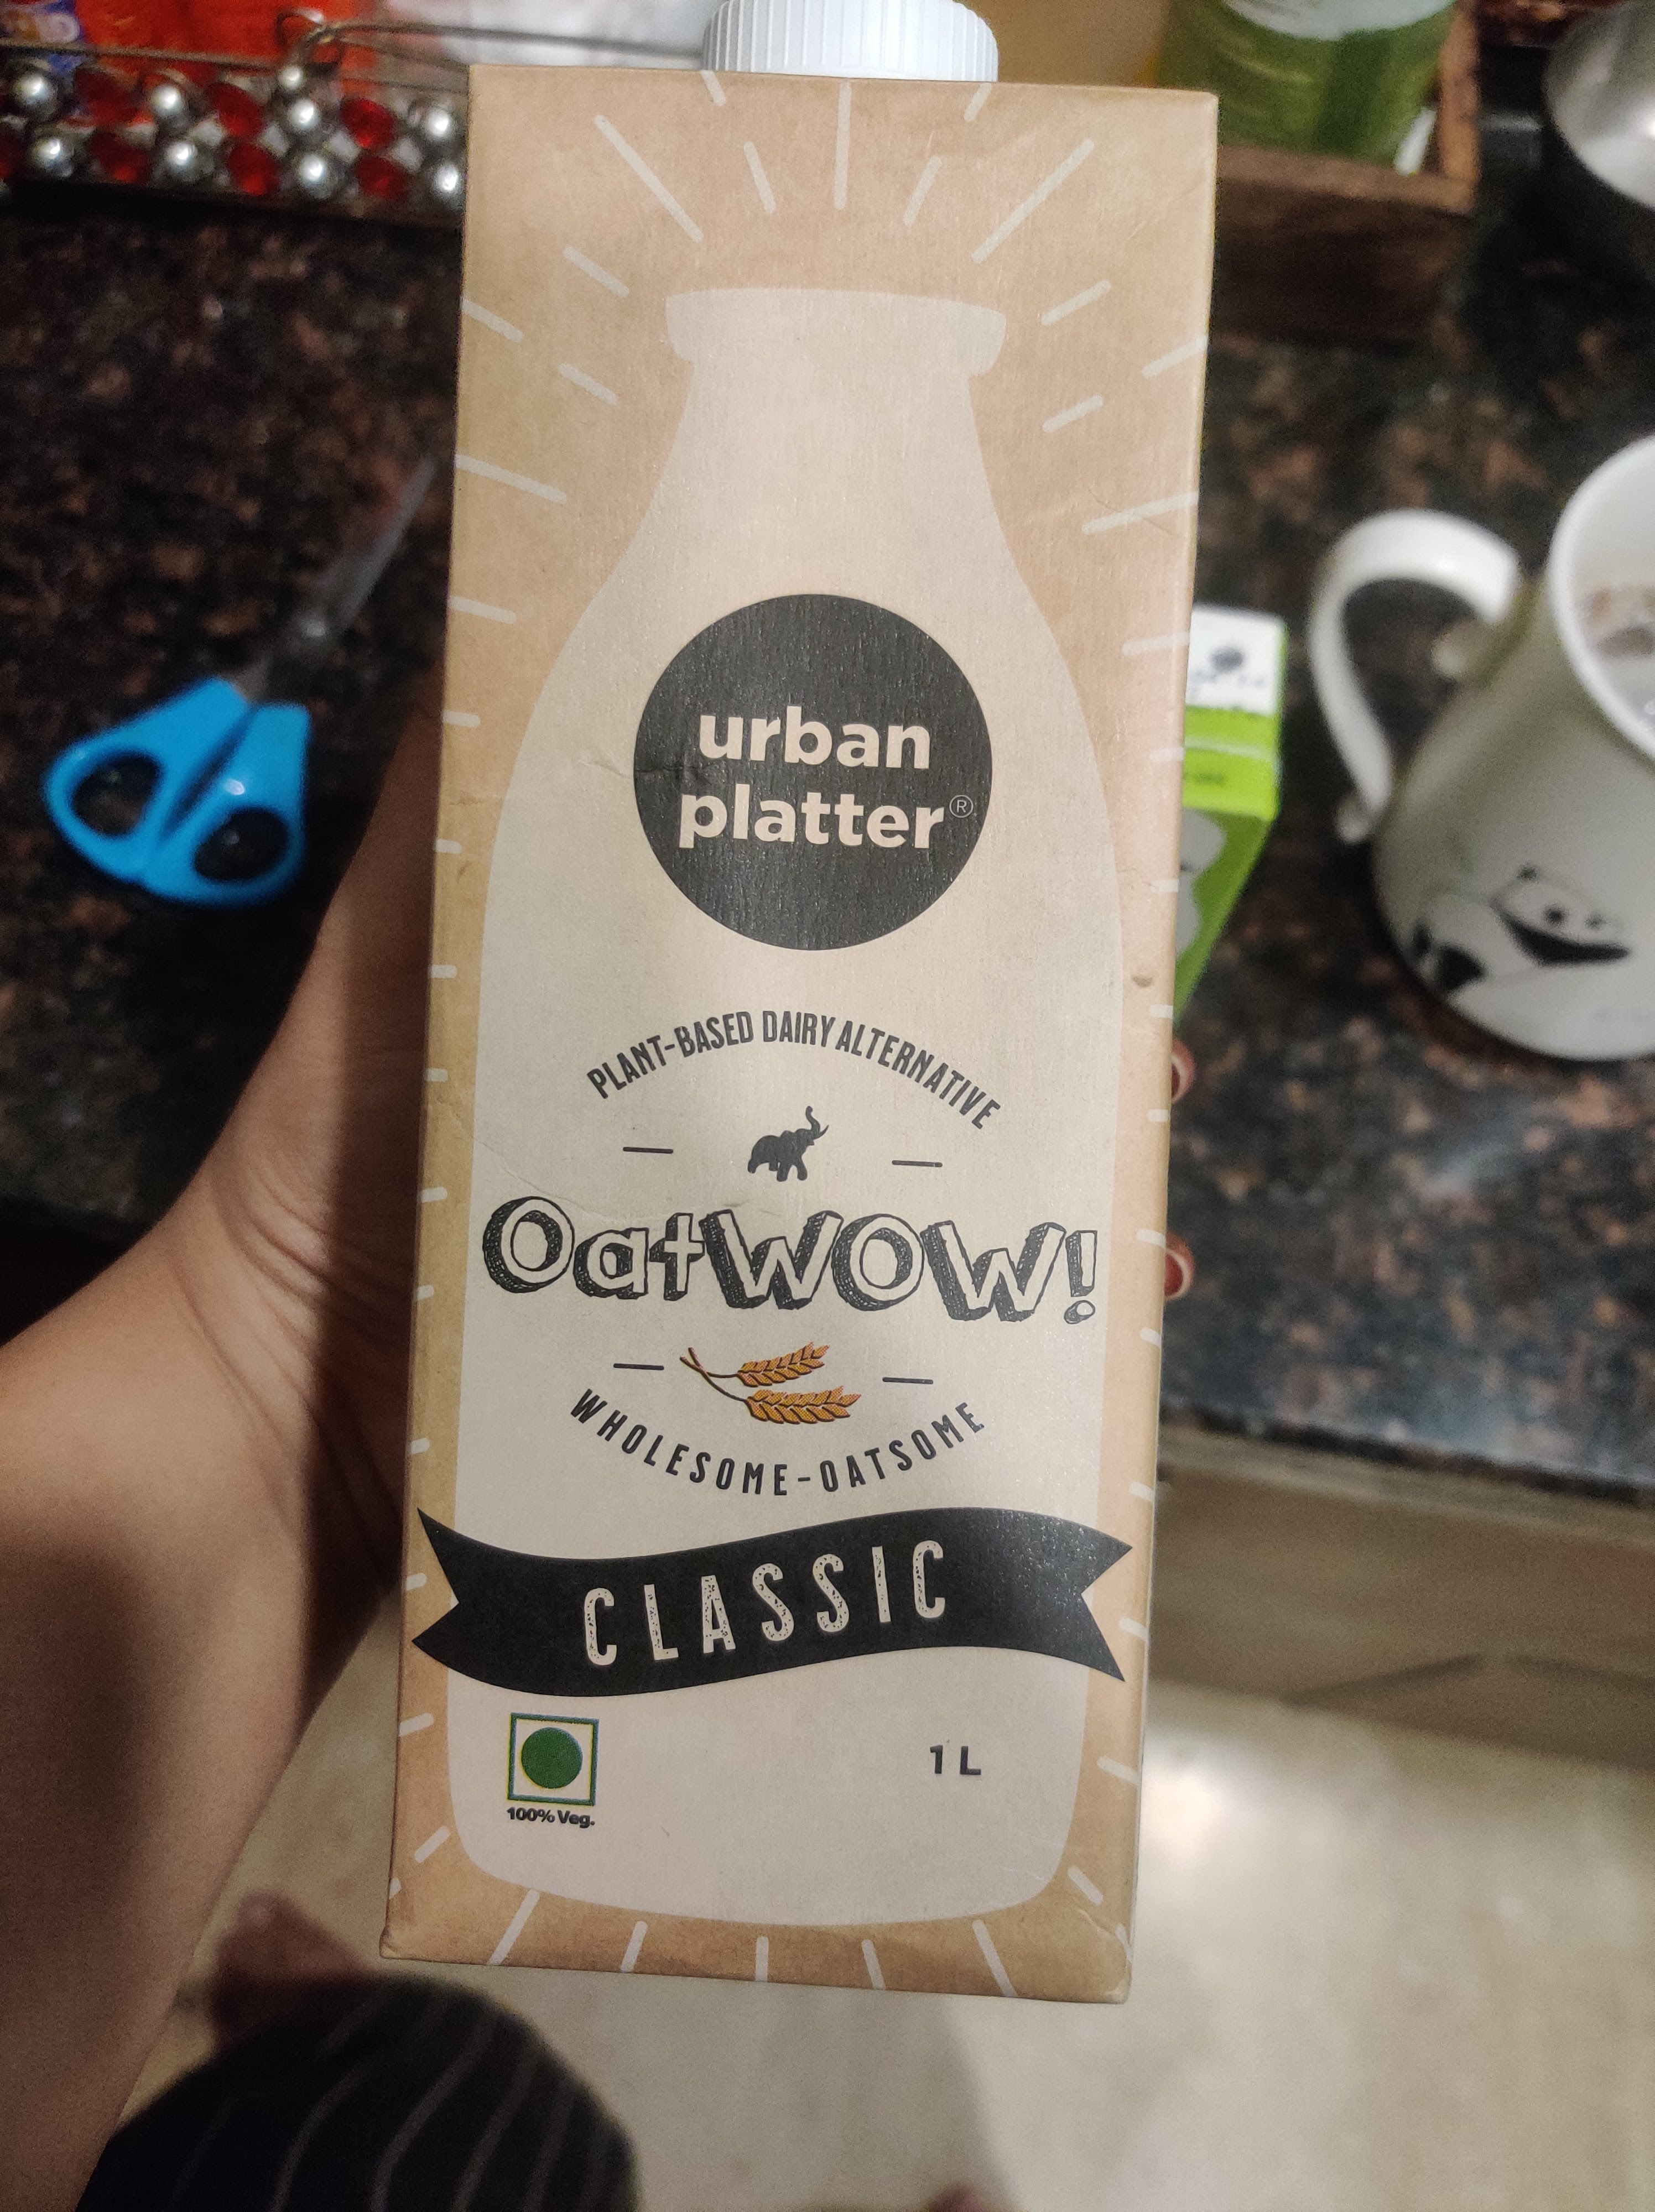 urban
platter®
PLANT-BASED DAIRY ALTERNATIVE
OatWOW!
WHOLESOME-OATSOME
CLASSIC
1 L
100% Veg.